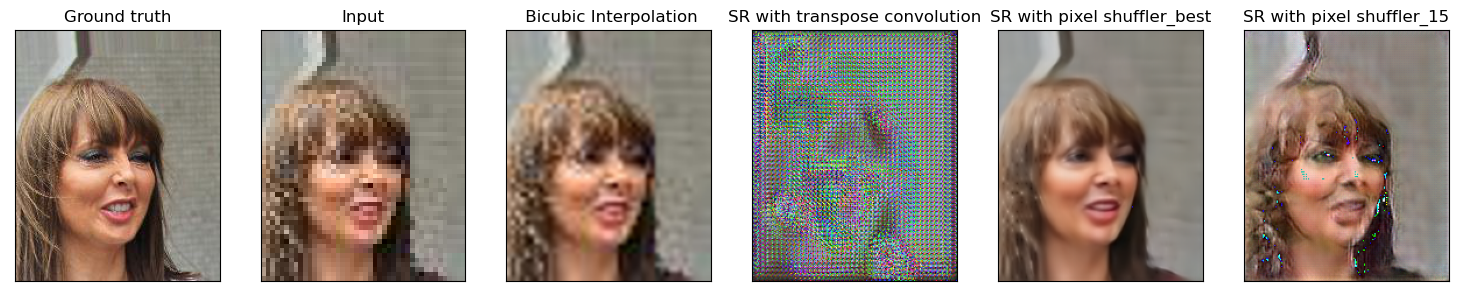 Ground truth
Input
Bicubic Interpolation
SR with transpose convolution
SR with pixel shuffler_best
SR with pixel shuffler_15